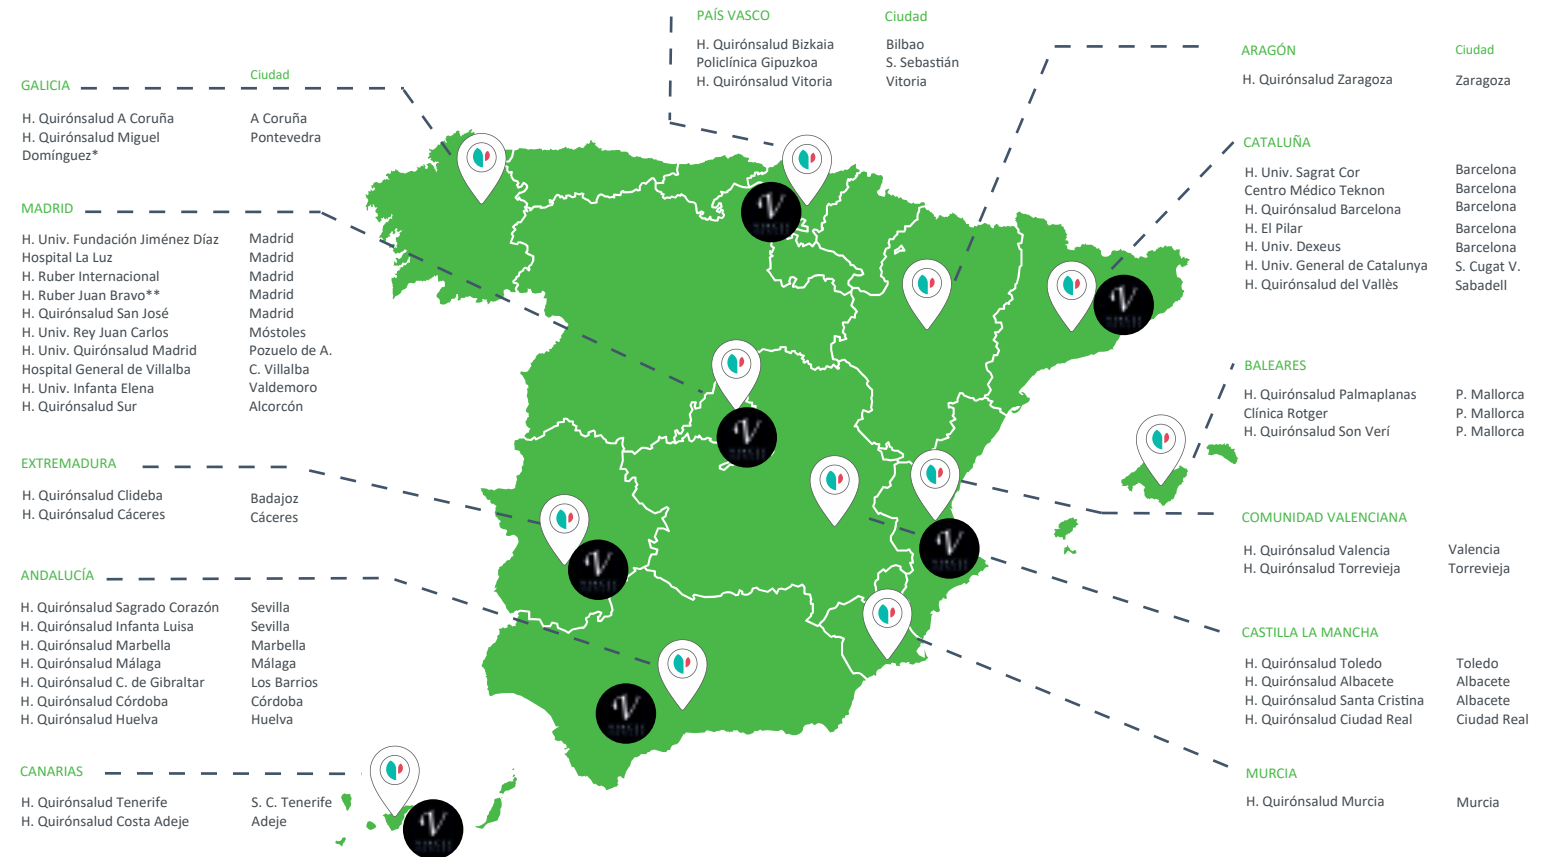 PAÍS VASCO Ciudad
H. Quirónsalud Bizkaia Bilbao
Policlínica Gipuzkoa S. Sebastián
H. Quirónsalud Vitoria Vitoria
ARAGÓN Ciudad
H. Quirónsalud Zaragoza Zaragoza
GALICIA Ciudad
H. Quirónsalud A Coruña A Coruña
H. Quirónsalud Miguel Pontevedra
Domínguez*
CATALUÑA
H. Univ. Sagrat Cor Barcelona
Centro Médico Teknon Barcelona
H. Quirónsalud Barcelona Barcelona
H. El Pilar Barcelona
H. Univ. Dexeus Barcelona
H. Univ. General de Catalunya S. Cugat V.
H. Quirónsalud del Vallès Sabadell
MADRID
H. Univ. Fundación Jiménez Díaz Madrid
Hospital La Luz Madrid
H. Ruber Internacional Madrid
H. Ruber Juan Bravo** Madrid
H. Quirónsalud San José Madrid
H. Univ. Rey Juan Carlos Móstoles
H. Univ. Quirónsalud Madrid Pozuelo de A.
Hospital General de Villalba C. Villalba
H. Univ. Infanta Elena Valdemoro
H. Quirónsalud Sur Alcorcón
BALEARES
H. Quirónsalud Palmaplanas P. Mallorca
Clínica Rotger P. Mallorca
H. Quirónsalud Son Verí P. Mallorca
EXTREMADURA
H. Quirónsalud Clideba Badajoz
H. Quirónsalud Cáceres Cáceres
COMUNIDAD VALENCIANA
H. Quirónsalud Valencia Valencia
H. Quirónsalud Torrevieja Torrevieja
ANDALUCÍA
H. Quirónsalud Sagrado Corazón Sevilla
H. Quirónsalud Infanta Luisa Sevilla
H. Quirónsalud Marbella Marbella
H. Quirónsalud Málaga Málaga
H. Quirónsalud C. de Gibraltar Los Barrios
H. Quirónsalud Córdoba Córdoba
H. Quirónsalud Huelva Huelva
CASTILLA LA MANCHA
H. Quirónsalud Toledo Toledo
H. Quirónsalud Albacete Albacete
H. Quirónsalud Santa Cristina Albacete
H. Quirónsalud Ciudad Real Ciudad Real
CANARIAS
H. Quirónsalud Tenerife S. C. Tenerife
H. Quirónsalud Costa Adeje Adeje
MURCIA
H. Quirónsalud Murcia Murcia
V
V
V
V
V
V
V